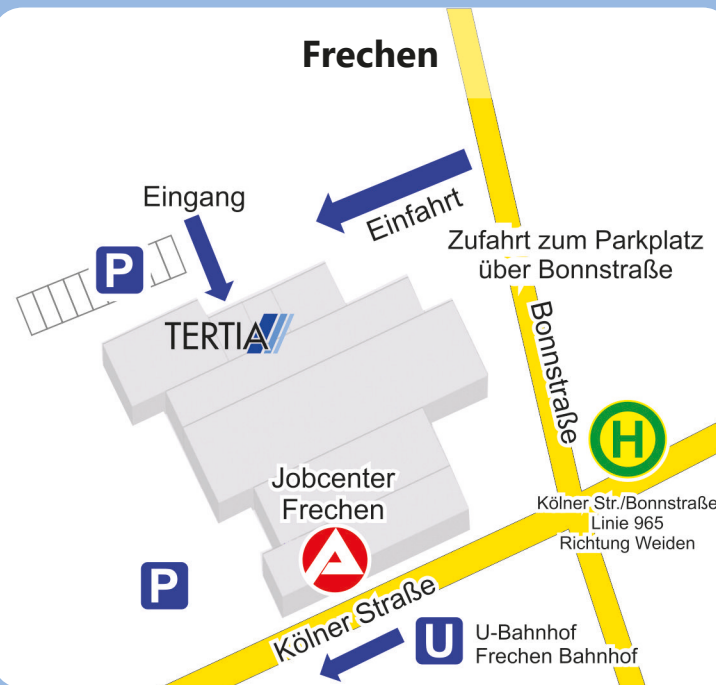 Frechen
Eingang
Einfahrt
P
Zufahrt zum Parkplatz
über Bonnstraße
TERTIA
Bonnstraße
H
Jobcenter
Frechen
Kölner Str./Bonnstraße
Linie 965
Richtung Weiden
A
P
Kölner Straße
U
U-Bahnhof
Frechen Bahnhof